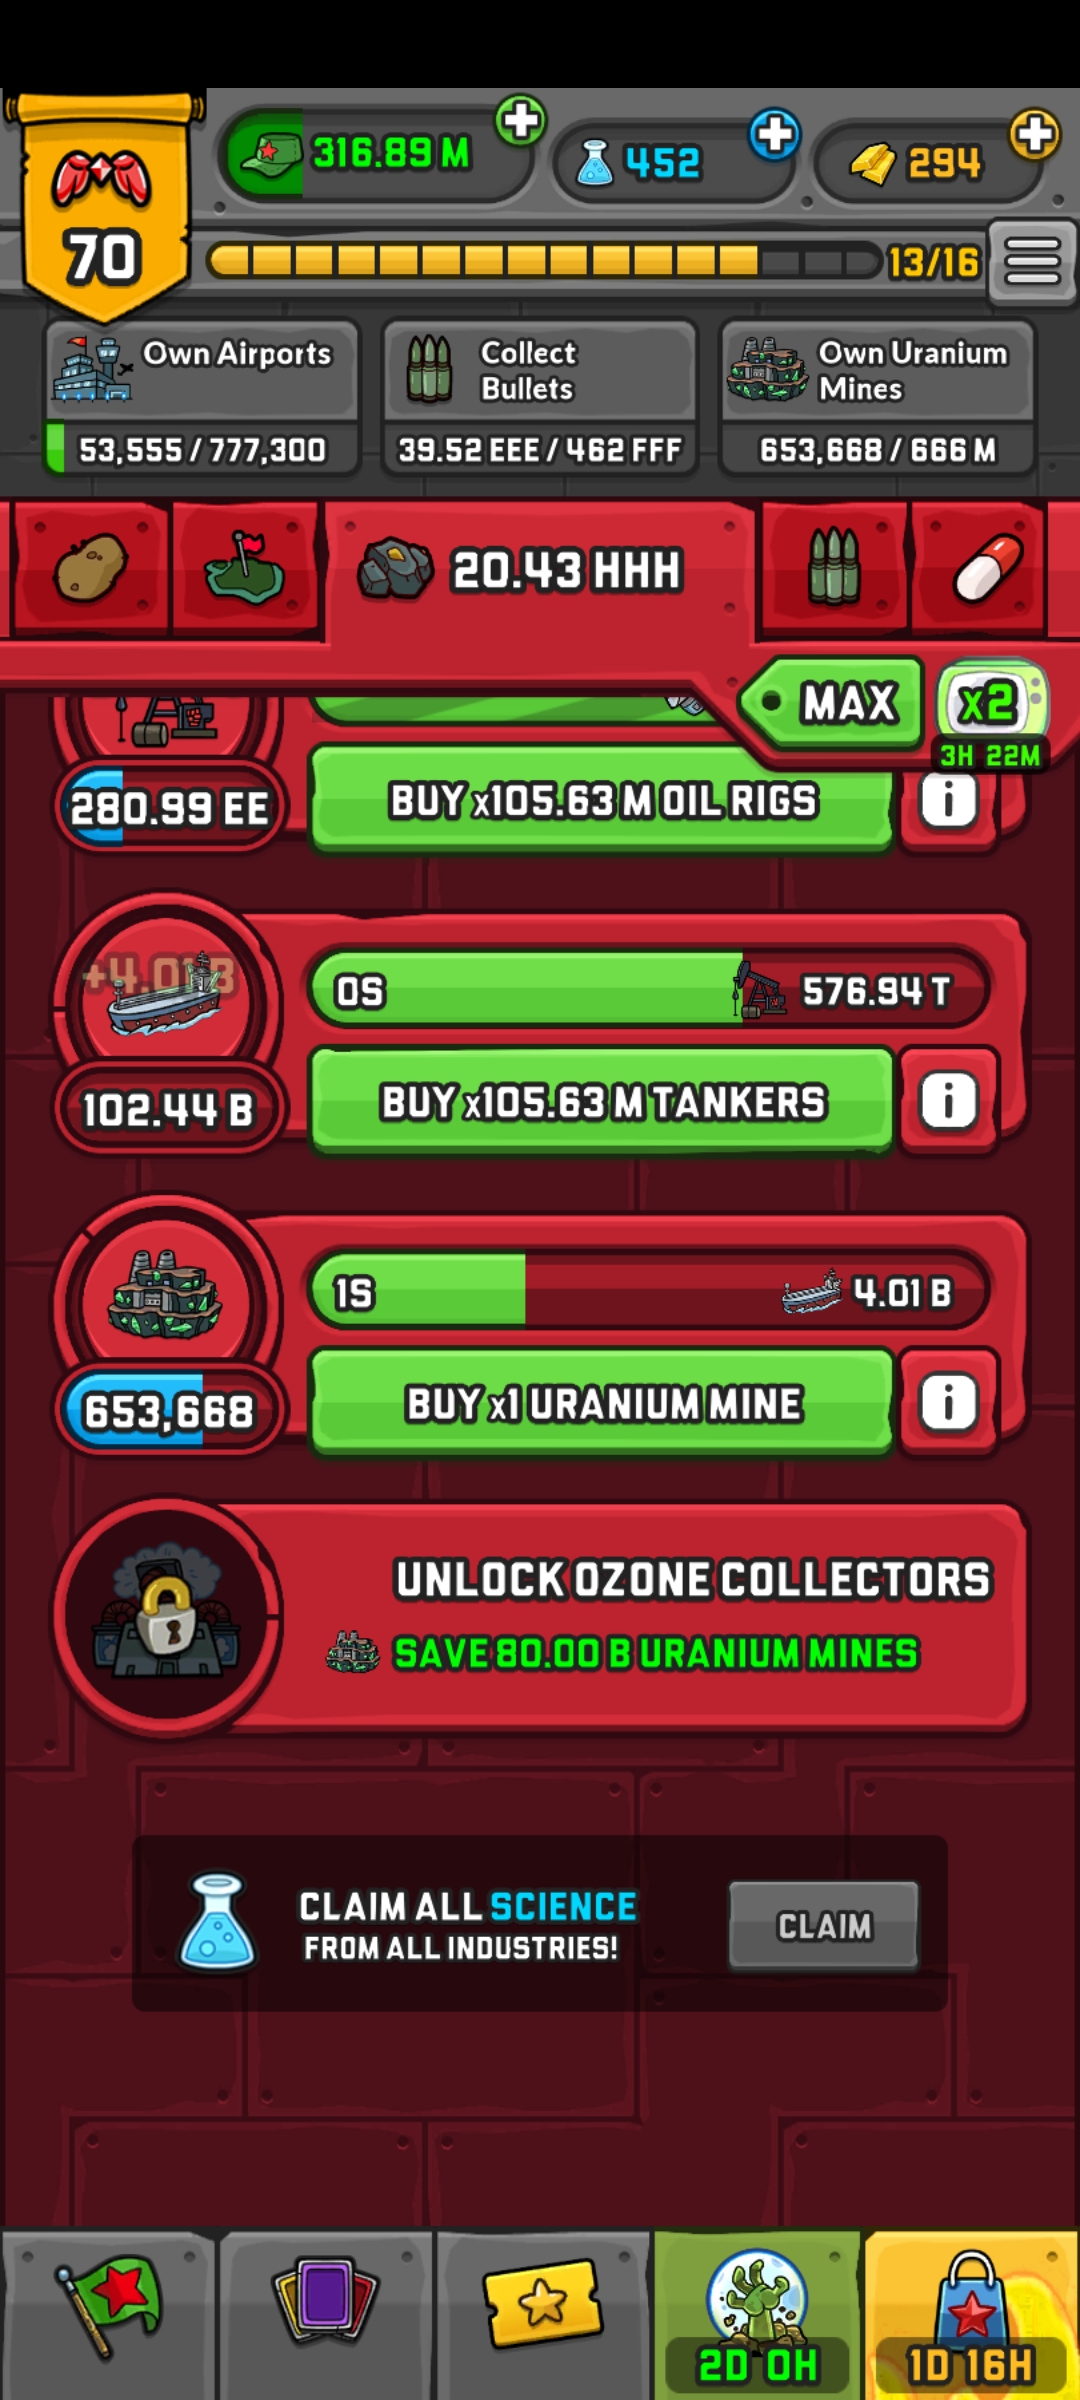 316.89 M
452
294
70
13/16
Own Airports
53,555 / 777,300
Collect
Bullets
39.52 EEE / 462 FFF
Own Uranium
Mines
653,668 / 666 M
20.43 HHH
MAX
x2
3H 22M
280.99 EE
BUY x105.63 M OIL RIGS
i
+4.01 B
0S
576.94 T
102.44 B
BUY x105.63 M TANKERS
i
1S
4.01 B
653,668
BUY x1 URANIUM MINE
i
UNLOCK OZONE COLLECTORS
SAVE 80.00 B URANIUM MINES
CLAIM ALL SCIENCE
FROM ALL INDUSTRIES!
CLAIM
2D 0H
1D 16H